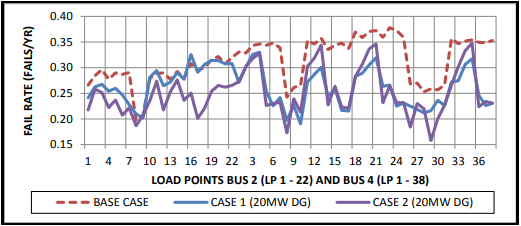 FAIL RATE (FAILS/YR)
0.40
0.35
0.30
0.25
0.20
0.15
1 4 7 10 13 16 19 22 3 6 9 12 15 18 21 24 27 30 33 36
LOAD POINTS BUS 2 (LP 1 - 22) AND BUS 4 (LP 1 - 38)
BASE CASE CASE 1 (20MW DG) CASE 2 (20MW DG)